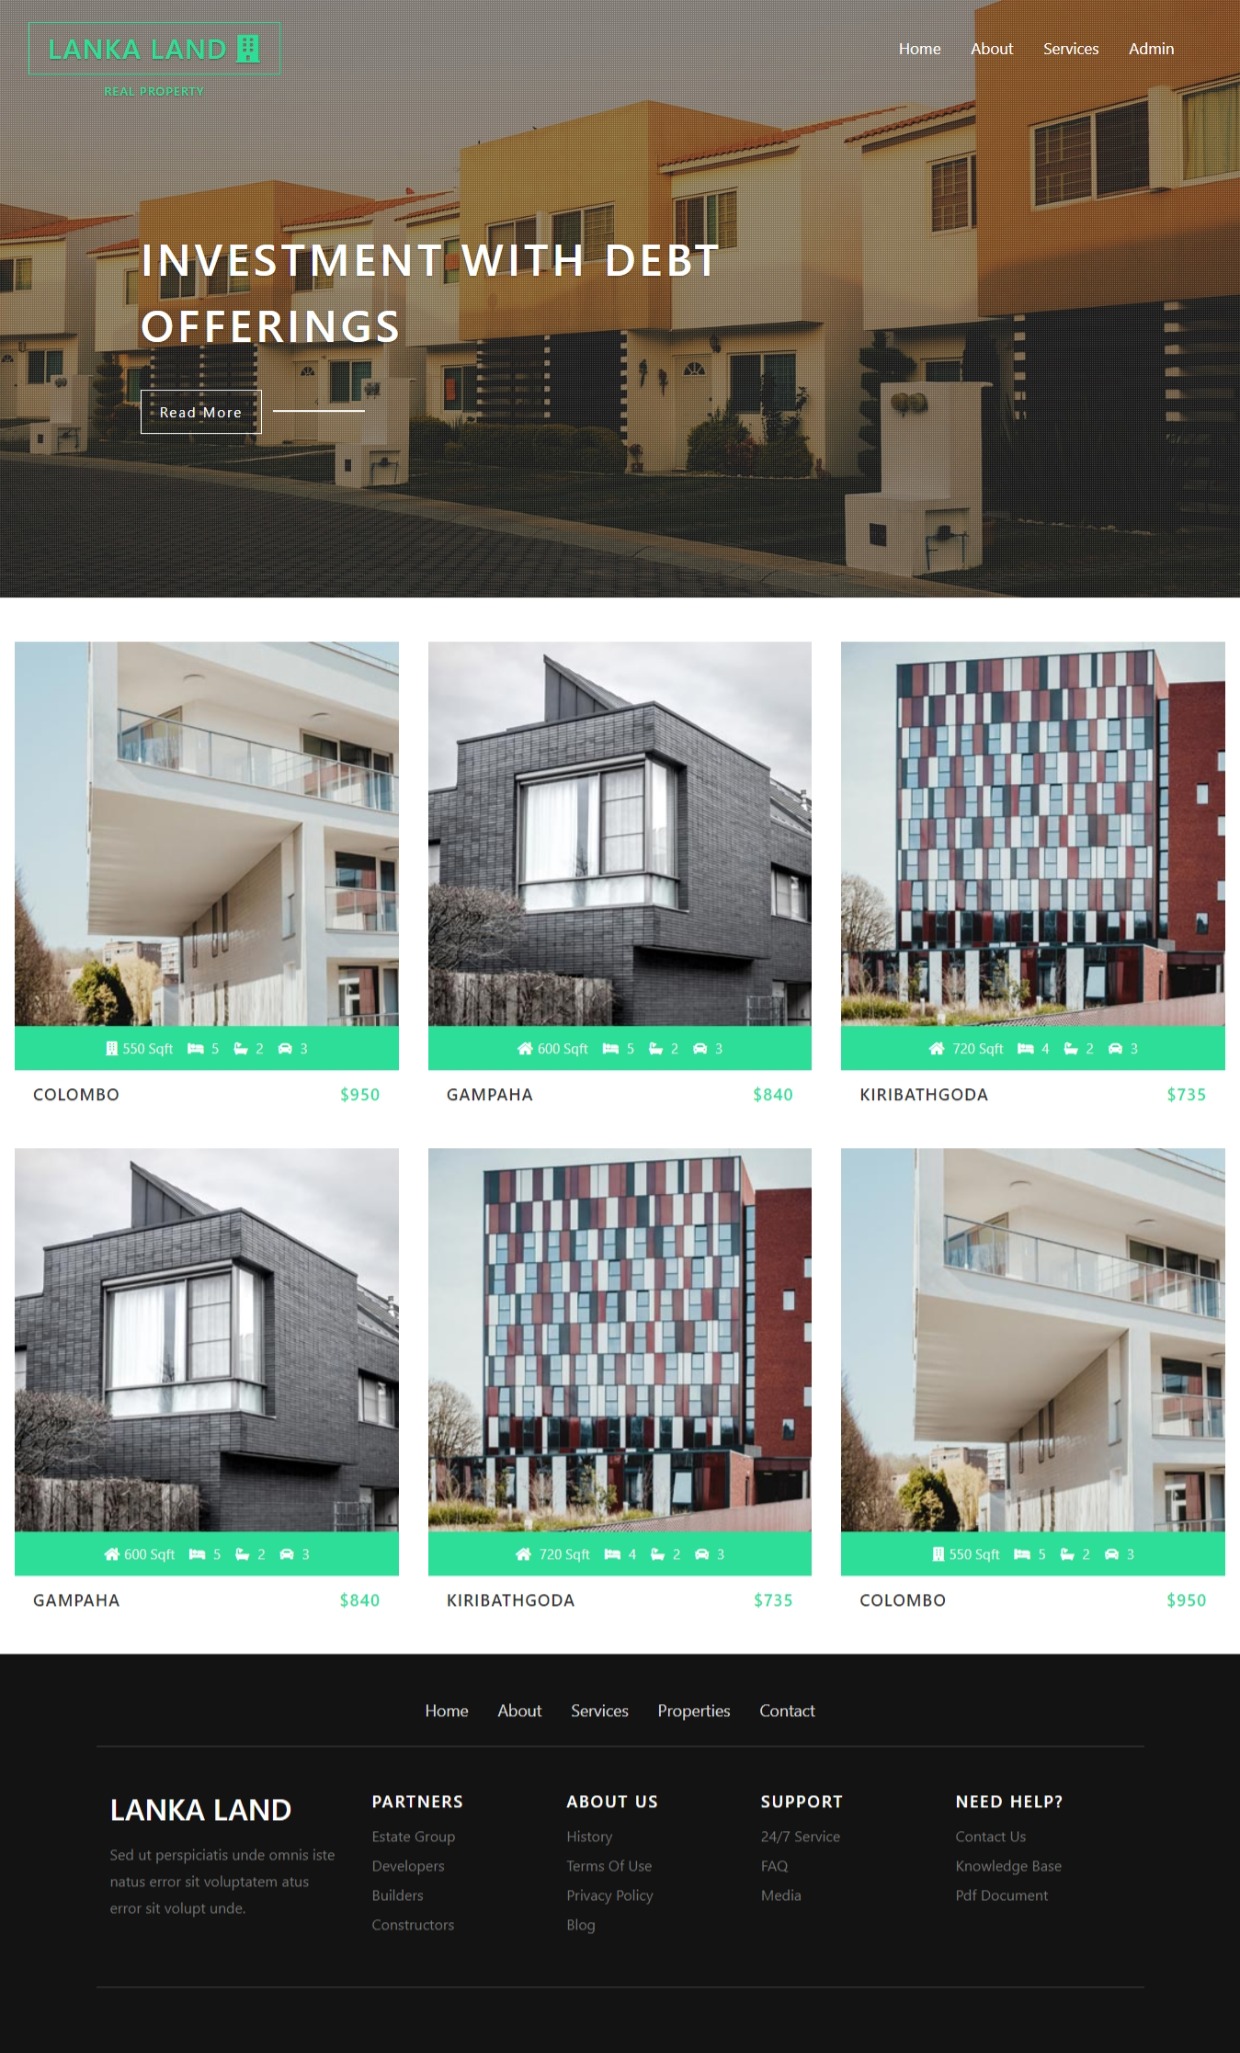 LANKA LAND
REAL PROPERTY
Home About Services Admin
INVESTMENT WITH DEBT
OFFERINGS
Read More
550 Sqft 5 2 3
COLOMBO $950
600 Sqft 5 2 3
GAMPAHA $840
720 Sqft 4 2 3
KIRIBATHGODA $735
600 Sqft 5 2 3
GAMPAHA $840
720 Sqft 4 2 3
KIRIBATHGODA $735
550 Sqft 5 2 3
COLOMBO $950
Home About Services Properties Contact
LANKA LAND
Sed ut perspiciatis unde omnis iste
natus error sit voluptatem atus
error sit volupt unde.
PARTNERS
Estate Group
Developers
Builders
Constructors
ABOUT US
History
Terms Of Use
Privacy Policy
Blog
SUPPORT
24/7 Service
FAQ
Media
NEED HELP?
Contact Us
Knowledge Base
Pdf Document